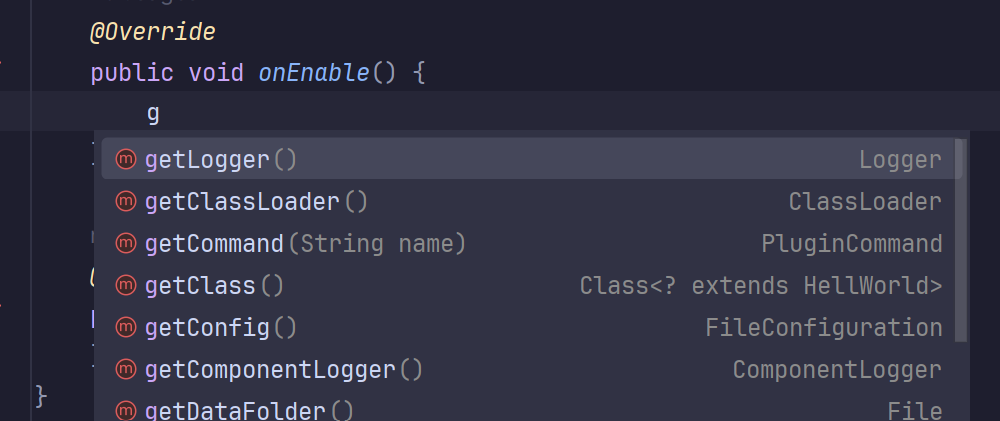 @Override
public void onEnable() {
g
getLogger() Logger
getClassLoader() ClassLoader
getCommand(String name) PluginCommand
getClass() Class<? extends HellWorld>
getConfig() FileConfiguration
getComponentLogger() ComponentLogger
getDataFolder() File
}